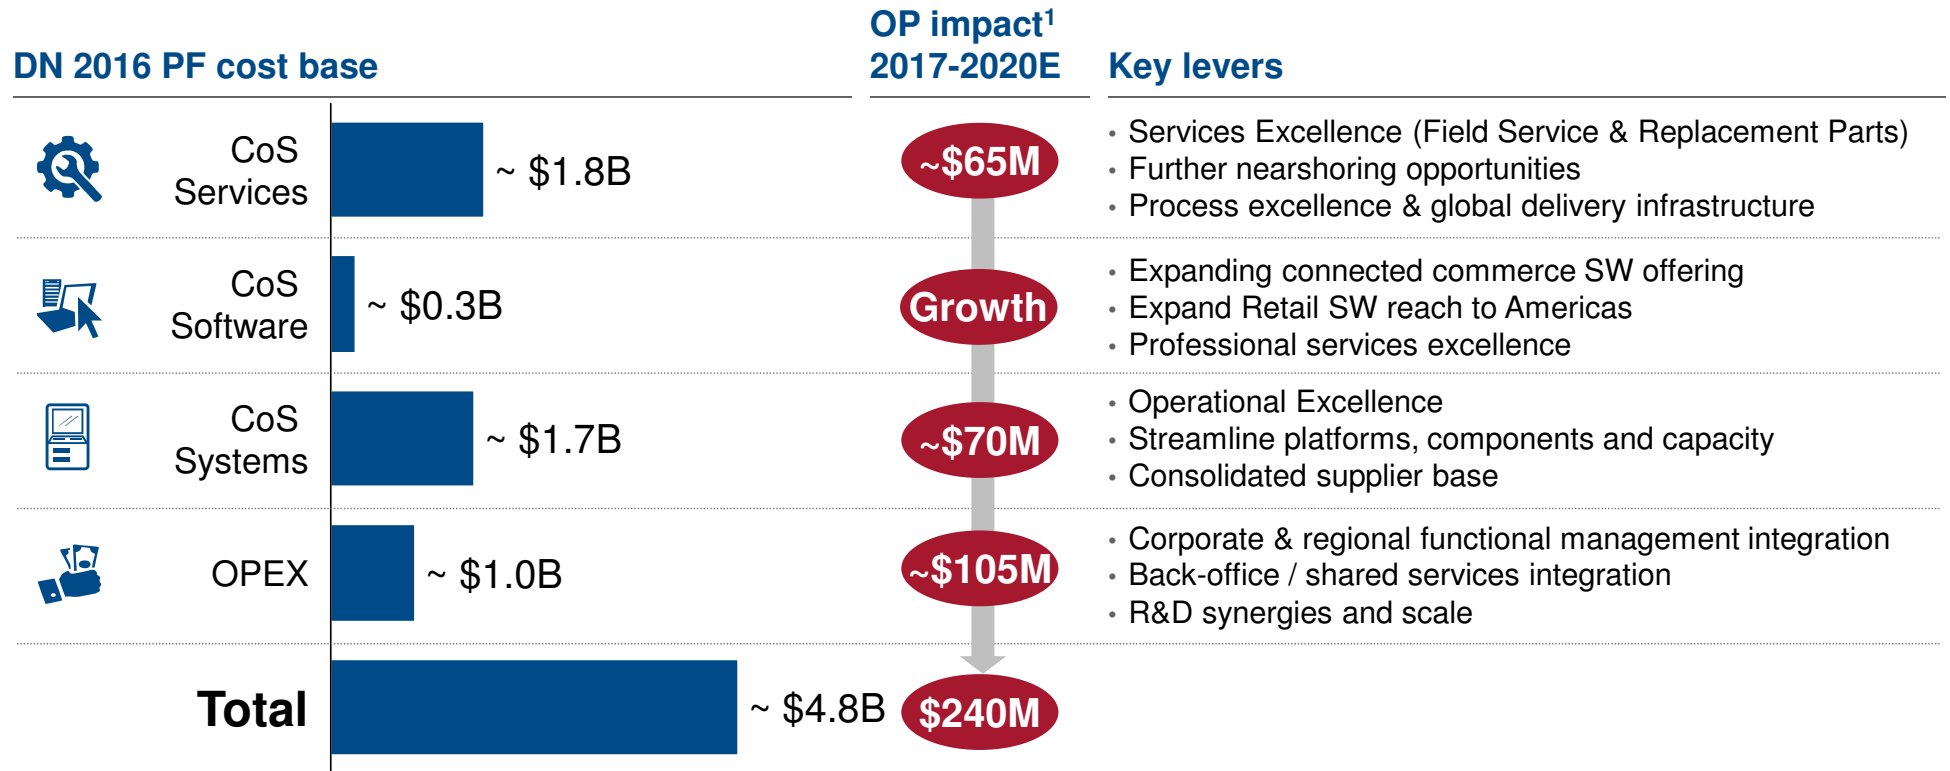 OP impact¹
DN 2016 PF cost base
2017-2020E
Key levers
CoS
Services
~ $1.8B
~$65M
• Services Excellence (Field Service & Replacement Parts)
• Further nearshoring opportunities
• Process excellence & global delivery infrastructure
CoS
Software
~ $0.3B
Growth
• Expanding connected commerce SW offering
• Expand Retail SW reach to Americas
• Professional services excellence
CoS
Systems
~ $1.7B
~$70M
• Operational Excellence
• Streamline platforms, components and capacity
• Consolidated supplier base
OPEX
~ $1.0B
~$105M
• Corporate & regional functional management integration
• Back-office / shared services integration
• R&D synergies and scale
Total
~ $4.8B
$240M